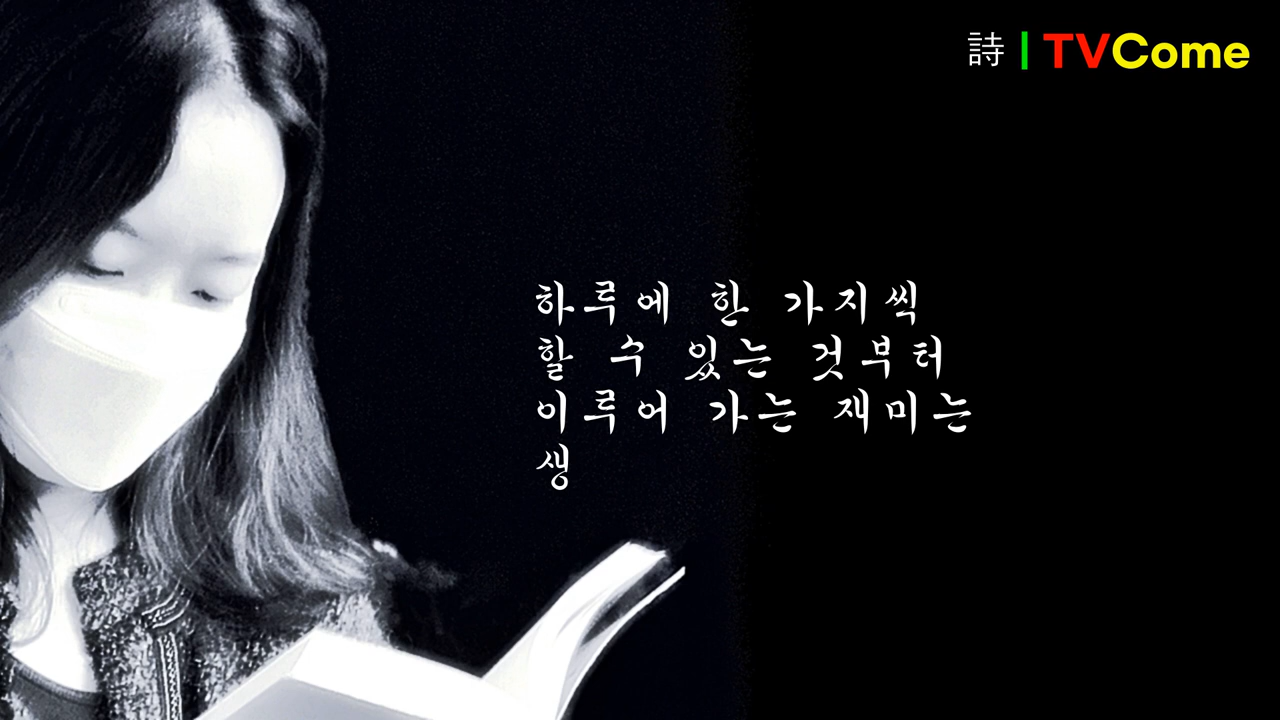 詩 | TVCome
하루에 한 가지씩
할 수 있는 것부터
이루어 가는 재미는
생